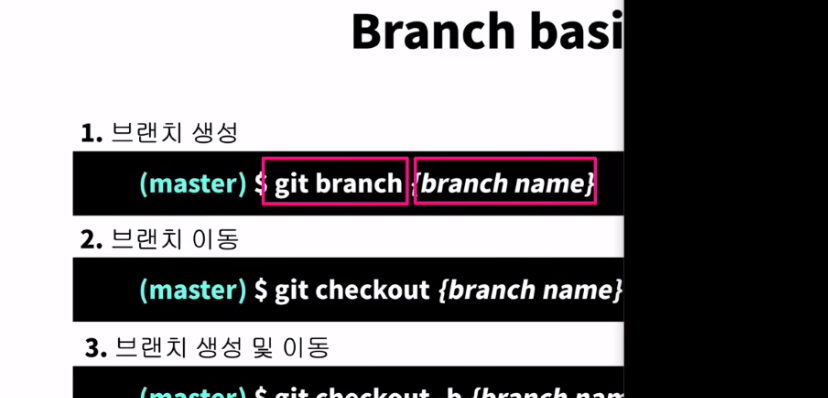 Branch basi
1. 브랜치 생성
(master) $ git branch {branch name}
2. 브랜치 이동
(master) $ git checkout {branch name}
3. 브랜치 생성 및 이동
(master) $ git checkout -b {branch nam